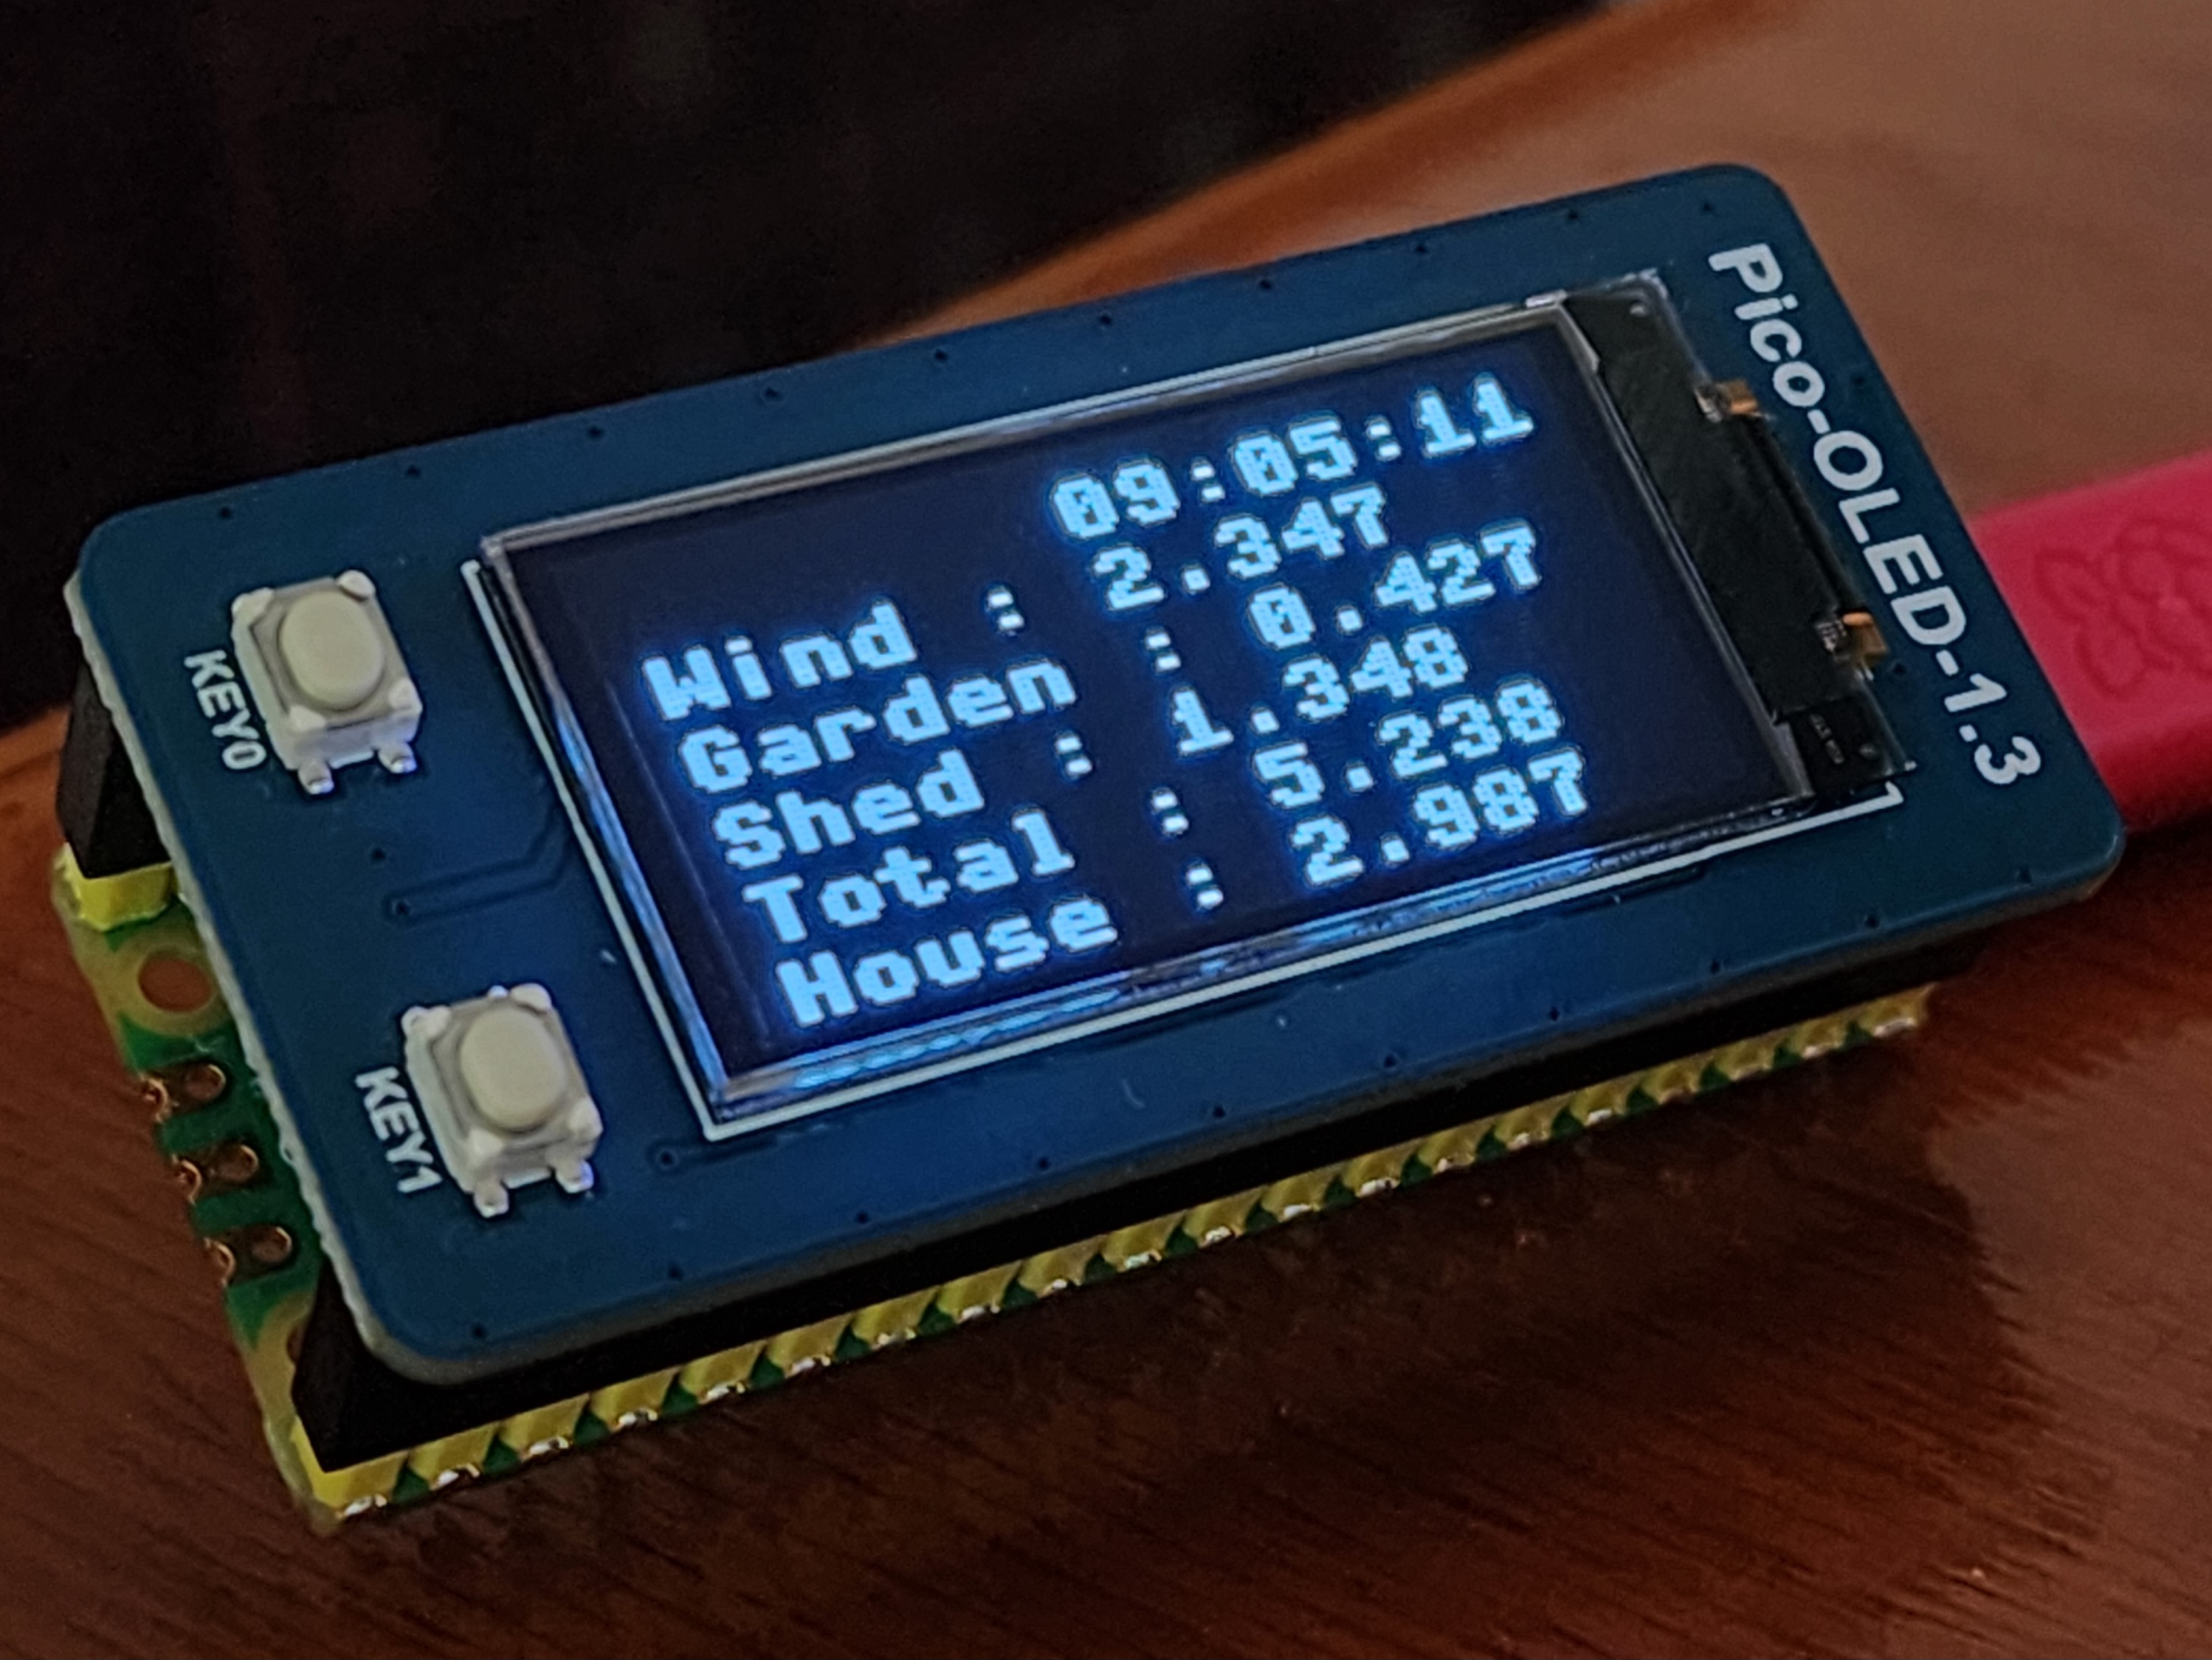 09:05:11
Wind : 2.347
Garden : 0.427
Shed : 1.348
Total : 5.238
House : 2.987
KEY0
KEY1
Pico-OLED-1.3